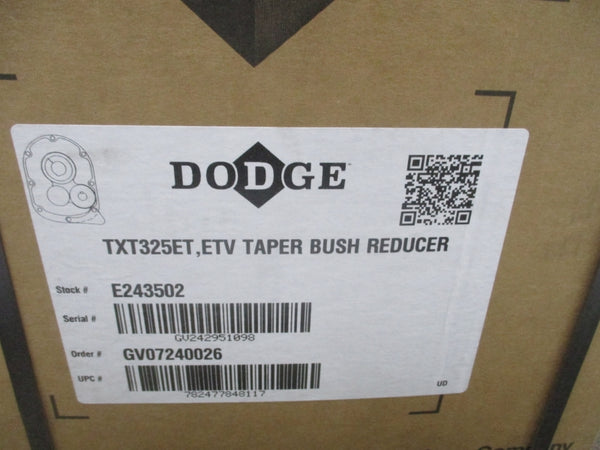 DODGE
TXT325ET,ETV TAPER BUSH REDUCER
Stock # E243502
Serial #
GV242951098
Order # GV07240026
UPC #
782477848117
UD